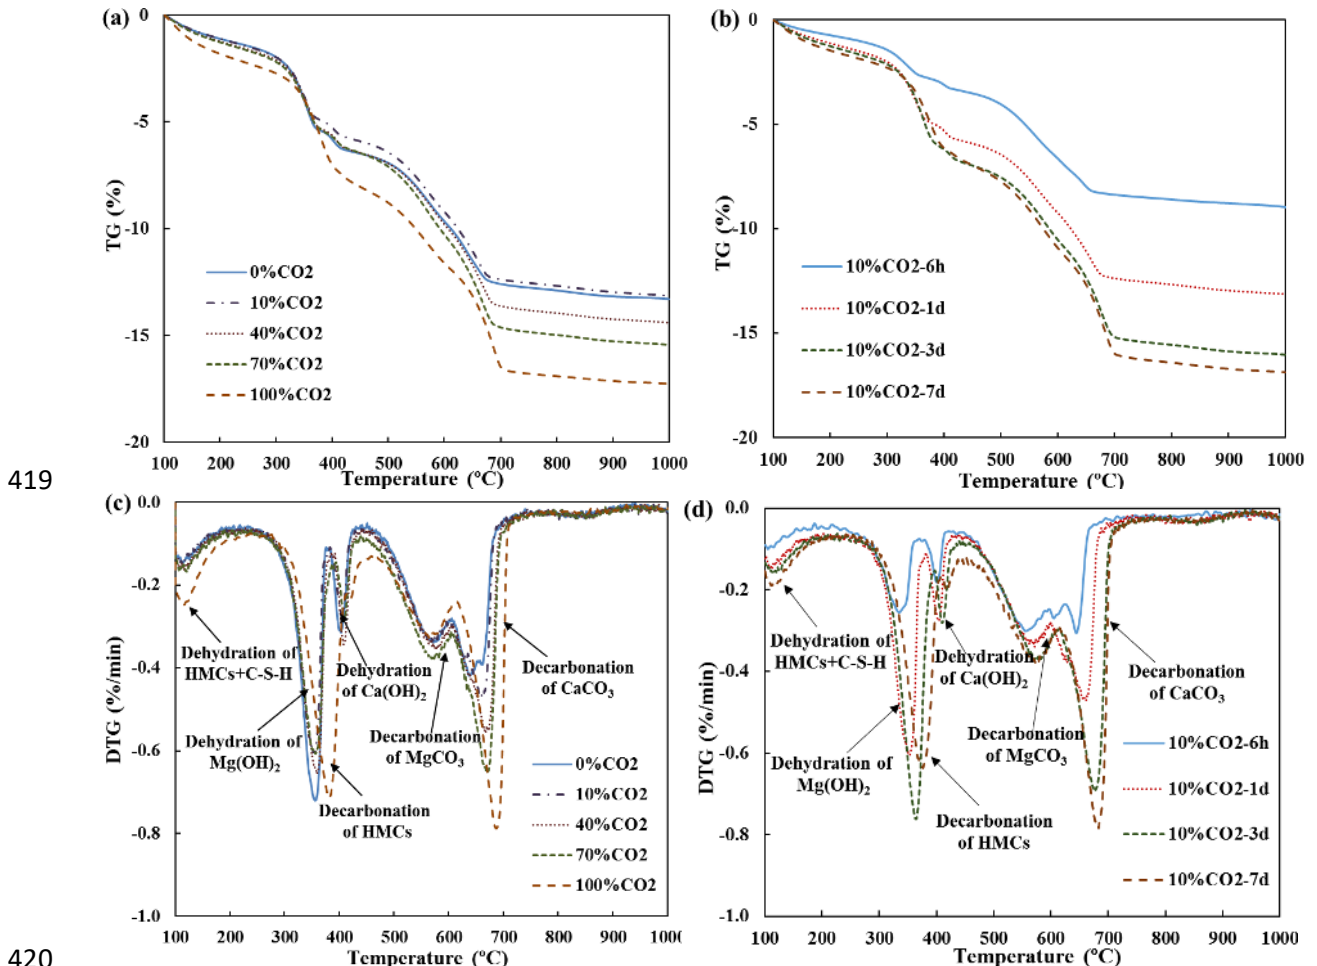 (a)
0
-5
-10
-15
-20
TG (%)
0%CO2
10%CO2
40%CO2
70%CO2
100%CO2
100 200 300 400 500 600 700 800 900 1000
Temperature (ºC)
(b)
0
-5
-10
-15
-20
TG (%)
10%CO2-6h
10%CO2-1d
10%CO2-3d
10%CO2-7d
100 200 300 400 500 600 700 800 900 1000
Temperature (ºC)
419
(c)
0.0
-0.2
-0.4
-0.6
-0.8
-1.0
DTG (%/min)
Dehydration of
HMCs+C-S-H
Dehydration
of Ca(OH)₂
Decarbonation
of CaCO₃
Dehydration of
Mg(OH)₂
Decarbonation
of MgCO₃
Decarbonation
of HMCs
0%CO2
10%CO2
40%CO2
70%CO2
100%CO2
100 200 300 400 500 600 700 800 900 1000
Temperature (ºC)
(d)
0.0
-0.2
-0.4
-0.6
-0.8
-1.0
DTG (%/min)
Dehydration of
HMCs+C-S-H
Dehydration
of Ca(OH)₂
Decarbonation
of CaCO₃
Decarbonation
of MgCO₃
Dehydration of
Mg(OH)₂
Decarbonation
of HMCs
10%CO2-6h
10%CO2-1d
10%CO2-3d
10%CO2-7d
100 200 300 400 500 600 700 800 900 1000
Temperature (ºC)
420